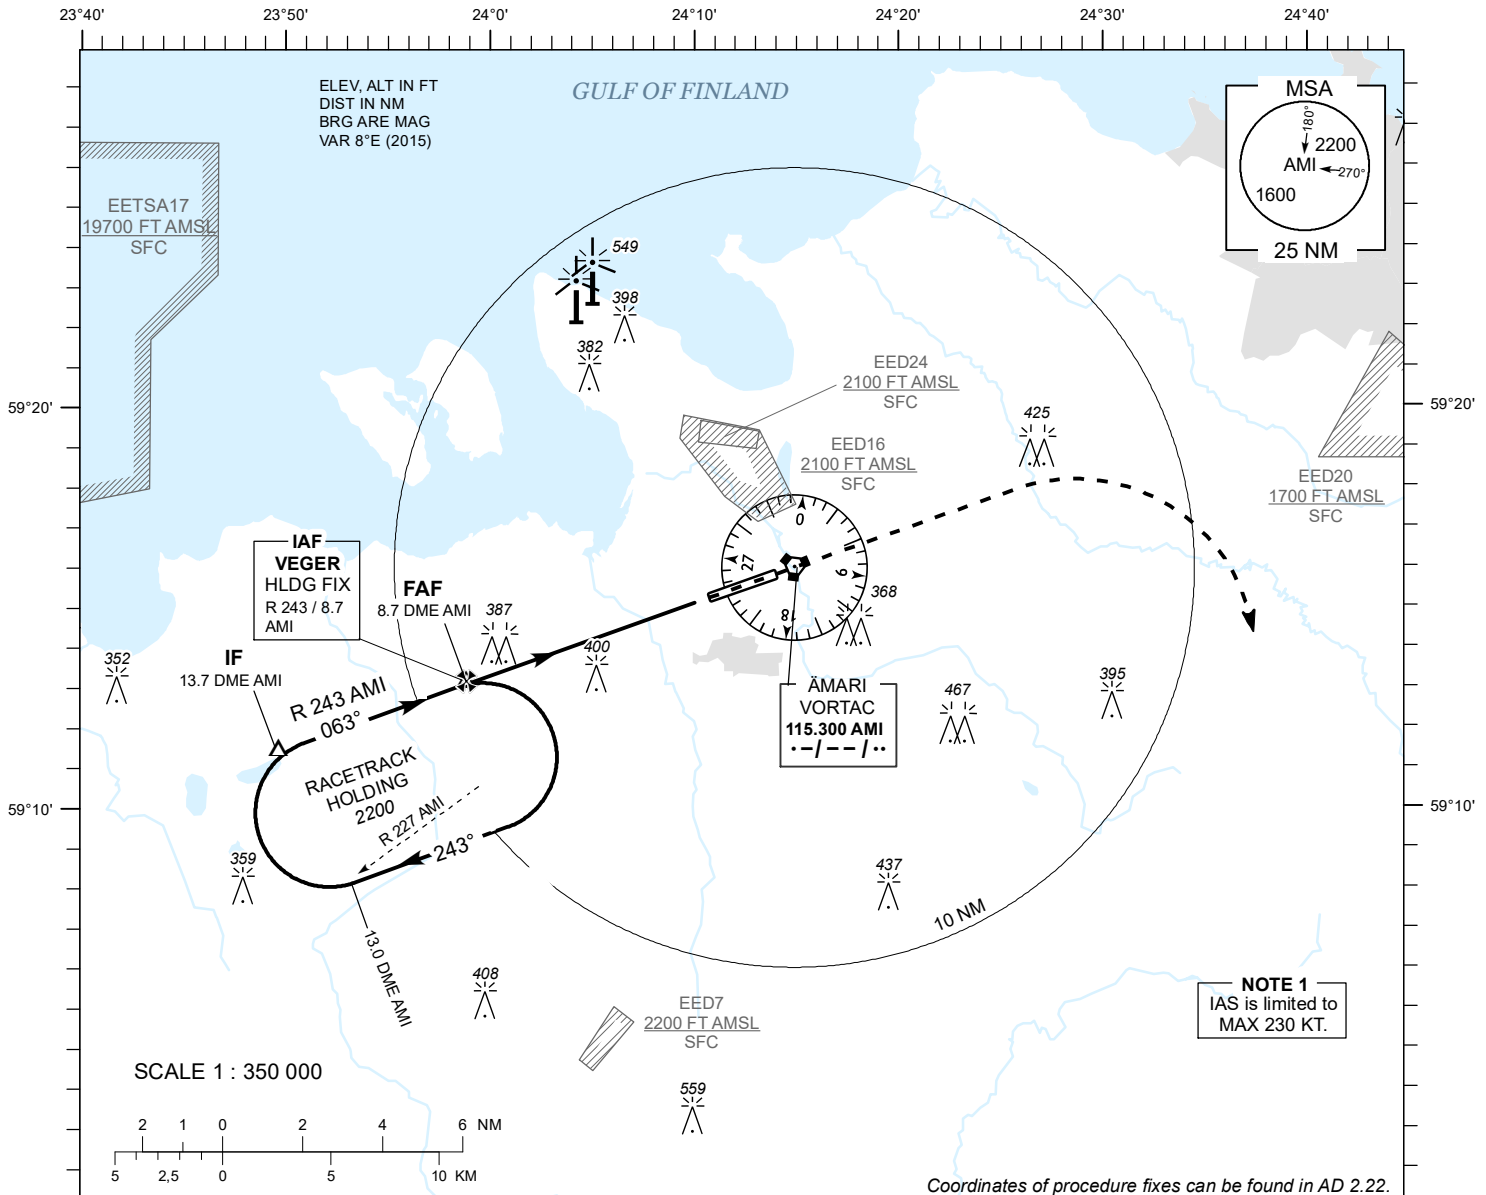 23°40'
23°50'
24°0'
24°10'
24°20'
24°30'
24°40'
ELEV, ALT IN FT
DIST IN NM
BRG ARE MAG
VAR 8°E (2015)
GULF OF FINLAND
MSA
180°
2200
AMI
270°
1600
25 NM
EETSA17
19700 FT AMSL
SFC
549
398
382
EED24
2100 FT AMSL
SFC
59°20'
59°20'
425
EED16
2100 FT AMSL
SFC
EED20
1700 FT AMSL
SFC
0
27
9
18
IAF
VEGER
HLDG FIX
R 243 / 8.7
AMI
FAF
8.7 DME AMI
387
368
400
352
IF
13.7 DME AMI
R 243 AMI
063°
395
467
ÄMARI
VORTAC
115.300 AMI
RACETRACK
HOLDING
2200
R 227 AMI
243°
59°10'
59°10'
359
437
10 NM
13.0 DME AMI
408
EED7
2200 FT AMSL
SFC
NOTE 1
IAS is limited to
MAX 230 KT.
SCALE 1 : 350 000
559
2 1 0 2 4 6 NM
5 2,5 0 5 10 KM
Coordinates of procedure fixes can be found in AD 2.22.